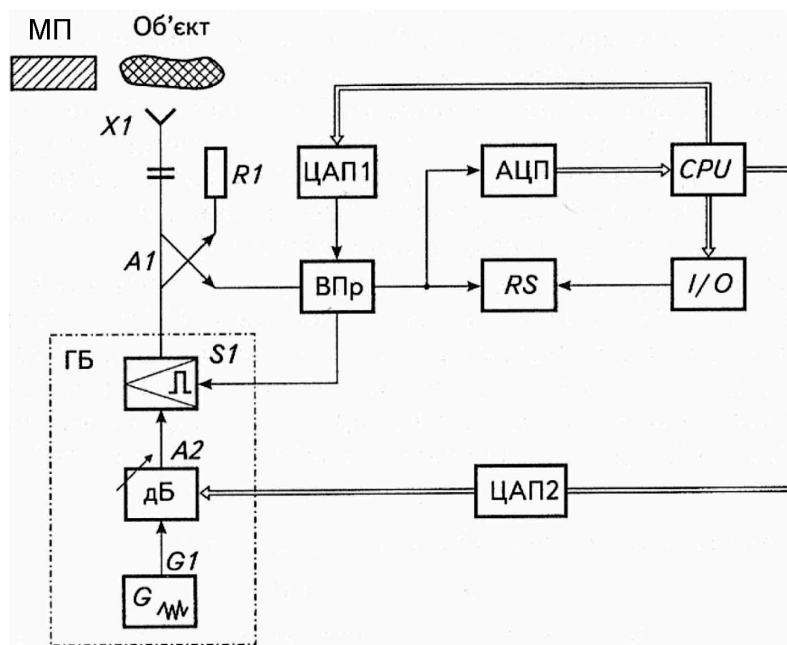 МП
Об'єкт
X1
R1
ЦАП1
АЦП
CPU
A1
ВПр
RS
I/O
ГБ
S1
A2
дБ
ЦАП2
G1
G